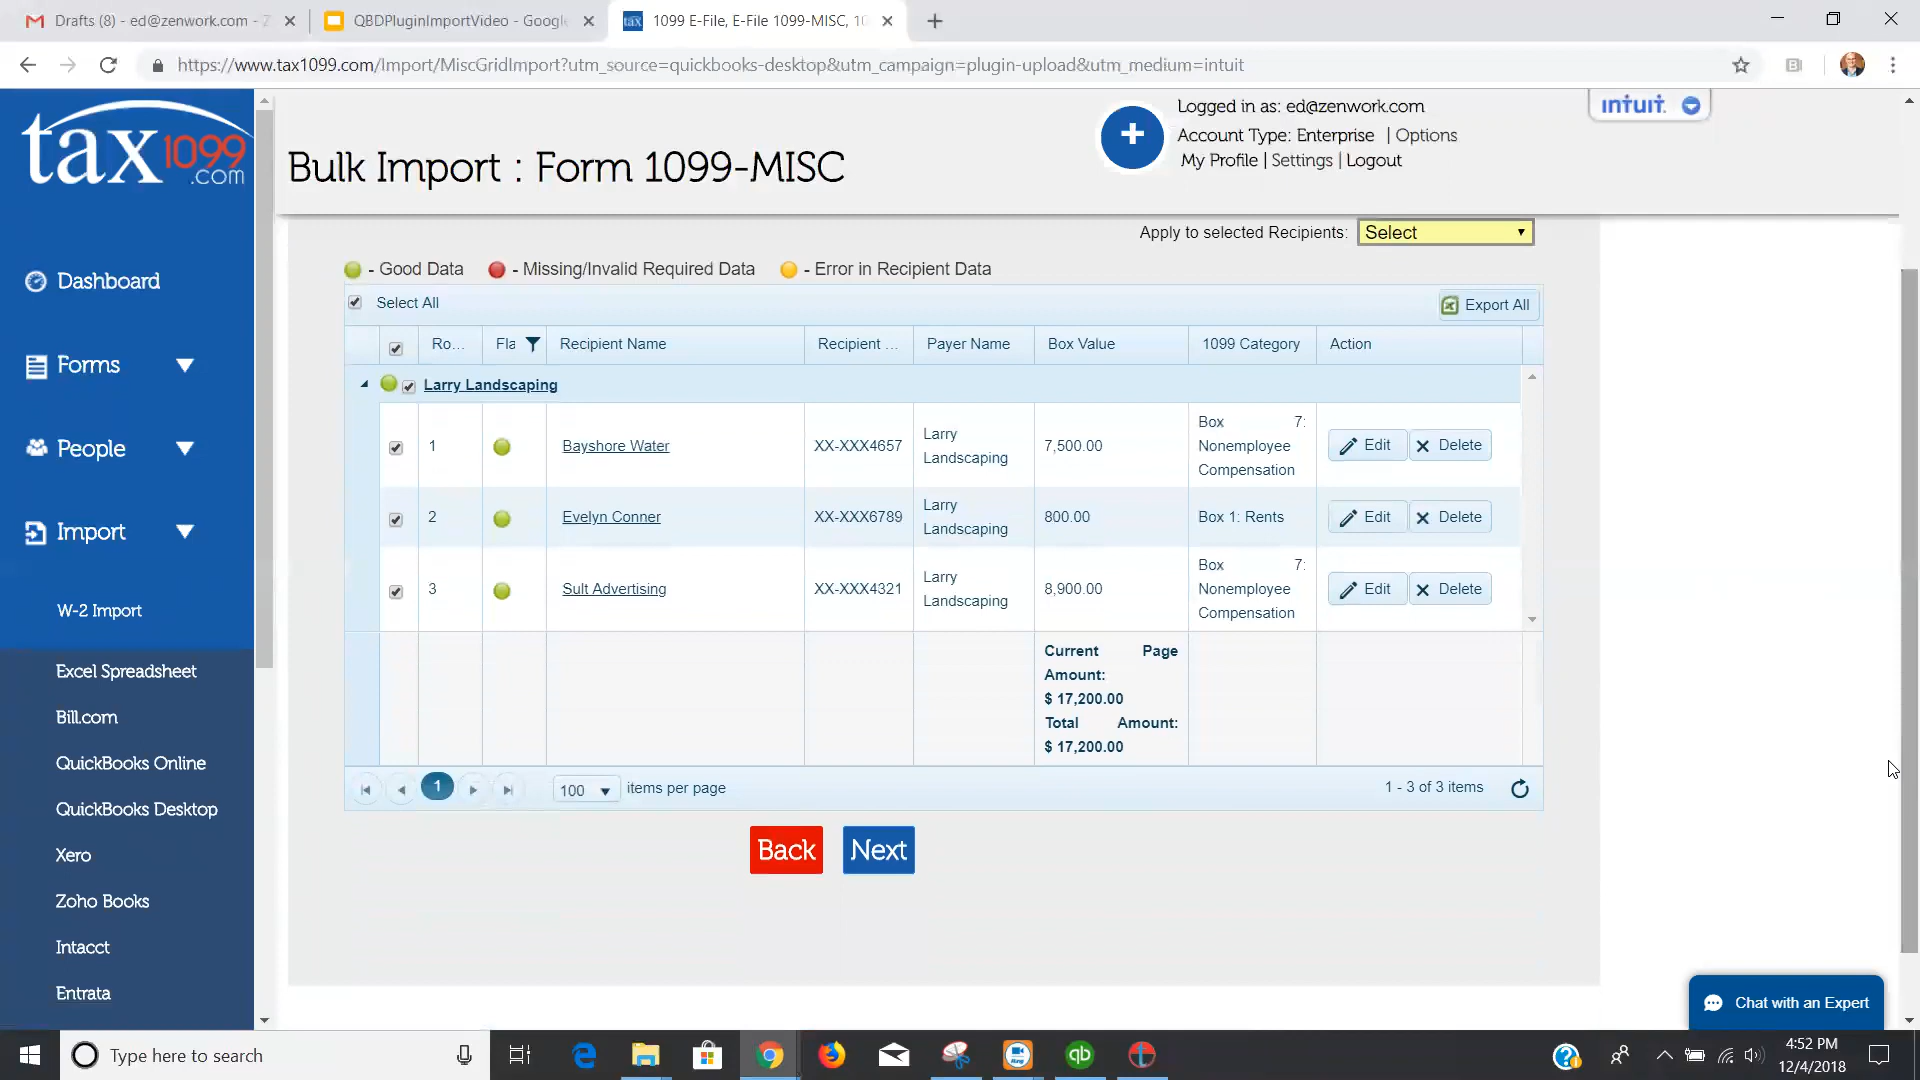 Drafts (8) - ed@zenwork.com - Z
QBDPluginImportVideo - Google
1099 E-File, E-File 1099-MISC, 10
https://www.tax1099.com/Import/MiscGridImport?utm_source=quickbooks-desktop&utm_campaign=plugin-upload&utm_medium=intuit
tax1099.com
Bulk Import : Form 1099-MISC
Logged in as: ed@zenwork.com
Account Type: Enterprise | Options
My Profile | Settings | Logout
intuit.
Dashboard
Forms
People
Import
W-2 Import
Excel Spreadsheet
Bill.com
QuickBooks Online
QuickBooks Desktop
Xero
Zoho Books
Intacct
Entrata
Apply to selected Recipients: Select
- Good Data - Missing/Invalid Required Data - Error in Recipient Data
Select All Export All
Ro... Fla Recipient Name Recipient ... Payer Name Box Value 1099 Category Action
Larry Landscaping
1 Bayshore Water XX-XXX4657 Larry Landscaping 7,500.00 Box 7: Nonemployee Compensation Edit Delete
2 Evelyn Conner XX-XXX6789 Larry Landscaping 800.00 Box 1: Rents Edit Delete
3 Sult Advertising XX-XXX4321 Larry Landscaping 8,900.00 Box 7: Nonemployee Compensation Edit Delete
Current Page
Amount:
$ 17,200.00
Total Amount:
$ 17,200.00
1 100 items per page 1 - 3 of 3 items
Back Next
Chat with an Expert
Type here to search
4:52 PM
12/4/2018